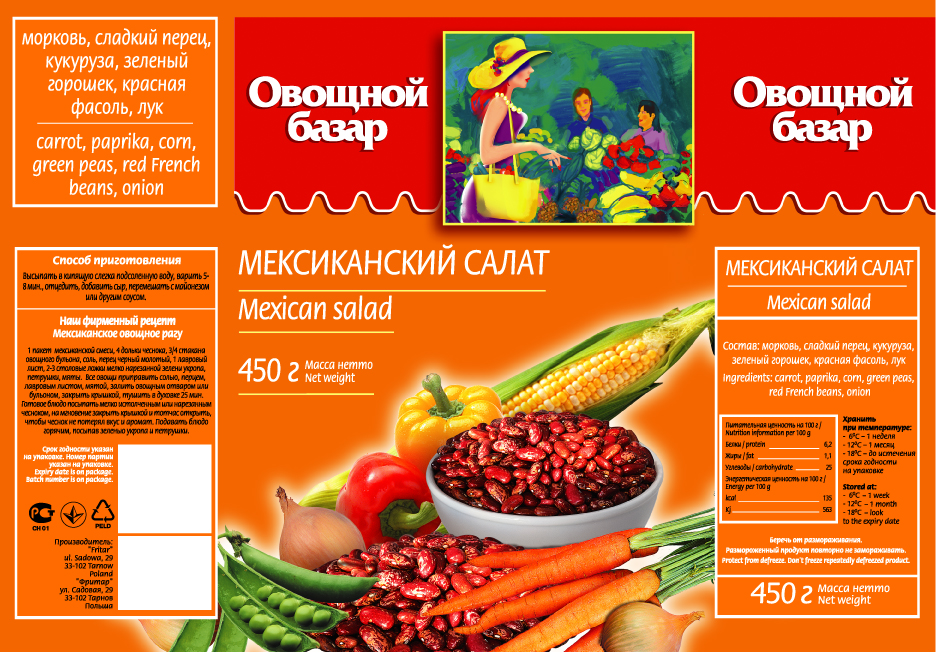 морковь, сладкий перец,
кукуруза, зеленый
горошек, красная
фасоль, лук
carrot, paprika, corn,
green peas, red French
beans, onion
Овощной
базар
Овощной
базар
Способ приготовления
Высыпать в кипящую слегка подсоленную воду, варить 5-
8 мин., отцедить, добавить сыр, перемешать с майонезом
или другим соусом.
Наш фирменный рецепт
Мексиканское овощное рагу
1 пакет мексиканской смеси, 4 дольки чеснока, 3/4 стакана
овощного бульона, соль, перец черный молотый, 1 лавровый
лист, 2-3 столовые ложки мелко нарезанной зелени укропа,
петрушки, мяты. Все овощи приправить солью, перцем,
лавровым листом, мятой, залить овощным отваром или
бульоном, закрыть крышкой, тушить в духовке 25 мин.
Готовое блюдо посыпать мелко истолченным или нарезанным
чесноком, на мгновение закрыть крышкой и тотчас открыть,
чтобы чеснок не потерял вкус и аромат. Подавать блюдо
горячим, посыпав зеленью укропа и петрушки.
Срок годности указан
на упаковке. Номер партии
указан на упаковке.
Expiry date is on package.
Batch number is on package.
CH 01
PELD
Производитель:
"Fritar"
ul. Sadowa, 29
33-102 Tarnow
Poland
"Фритар"
ул. Садовая, 29
33-102 Тарнов
Польша
МЕКСИКАНСКИЙ САЛАТ
Mexican salad
450 г Масса нетто
Net weight
МЕКСИКАНСКИЙ САЛАТ
Mexican salad
Состав: морковь, сладкий перец, кукуруза,
зеленый горошек, красная фасоль, лук
Ingredients: carrot, paprika, corn, green peas,
red French beans, onion
Питательная ценность на 100 г /
Nutrition information per 100 g
Белки / protein 6,2
Жиры / fat 1,1
Углеводы / carbohydrate 25
Энергетическая ценность на 100 г /
Energy per 100 g
kcal 135
Kj 563
Хранить
при температуре:
- 6ºC – 1 неделя
- 12ºC – 1 месяц
- 18ºC – до истечения
срока годности
на упаковке
Stored at:
- 6ºC – 1 week
- 12ºC – 1 month
- 18ºC – look
to the expiry date
Беречь от размораживания.
Размороженный продукт повторно не замораживать.
Protect from defreeze. Don't freeze repeatedly defreezed product.
450 г Масса нетто
Net weight